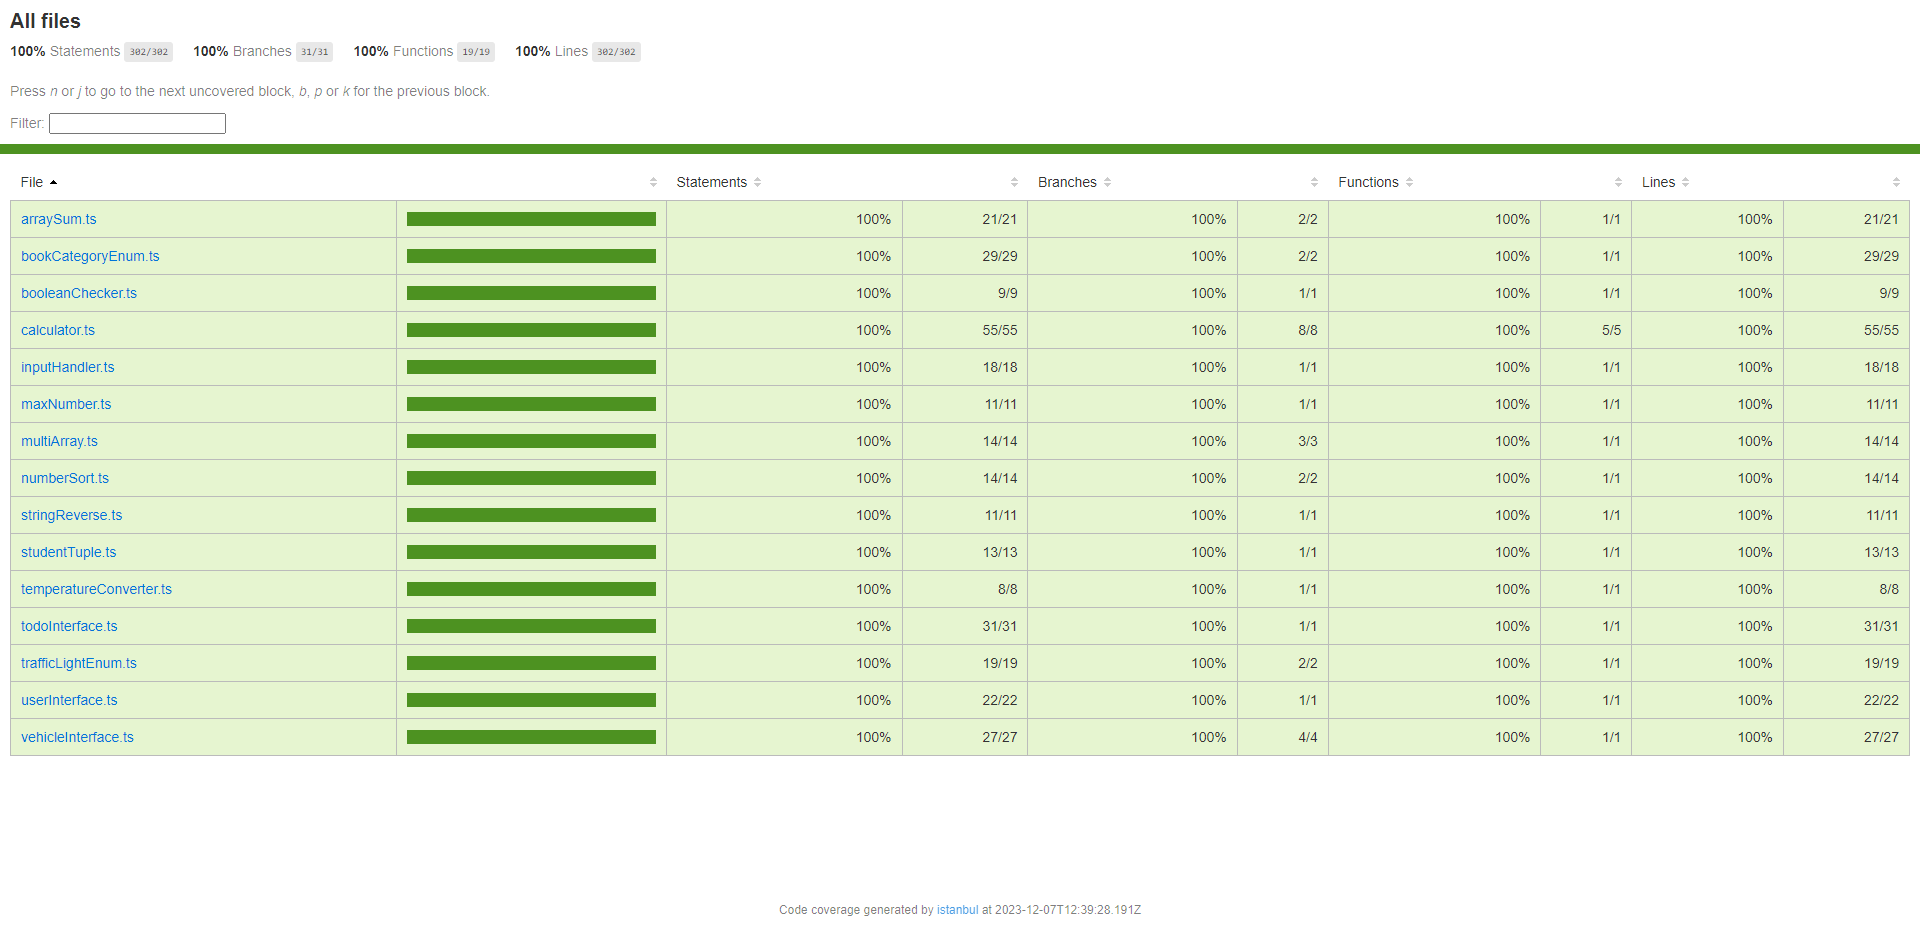 All files
100% Statements 302/302 100% Branches 31/31 100% Functions 19/19 100% Lines 302/302
Press n or j to go to the next uncovered block, b, p or k for the previous block.
Filter:
File Statements Branches Functions Lines
arraySum.ts 100% 21/21 100% 2/2 100% 1/1 100% 21/21
bookCategoryEnum.ts 100% 29/29 100% 2/2 100% 1/1 100% 29/29
booleanChecker.ts 100% 9/9 100% 1/1 100% 1/1 100% 9/9
calculator.ts 100% 55/55 100% 8/8 100% 5/5 100% 55/55
inputHandler.ts 100% 18/18 100% 1/1 100% 1/1 100% 18/18
maxNumber.ts 100% 11/11 100% 1/1 100% 1/1 100% 11/11
multiArray.ts 100% 14/14 100% 3/3 100% 1/1 100% 14/14
numberSort.ts 100% 14/14 100% 2/2 100% 1/1 100% 14/14
stringReverse.ts 100% 11/11 100% 1/1 100% 1/1 100% 11/11
studentTuple.ts 100% 13/13 100% 1/1 100% 1/1 100% 13/13
temperatureConverter.ts 100% 8/8 100% 1/1 100% 1/1 100% 8/8
todoInterface.ts 100% 31/31 100% 1/1 100% 1/1 100% 31/31
trafficLightEnum.ts 100% 19/19 100% 2/2 100% 1/1 100% 19/19
userInterface.ts 100% 22/22 100% 1/1 100% 1/1 100% 22/22
vehicleInterface.ts 100% 27/27 100% 4/4 100% 1/1 100% 27/27
Code coverage generated by istanbul at 2023-12-07T12:39:28.191Z